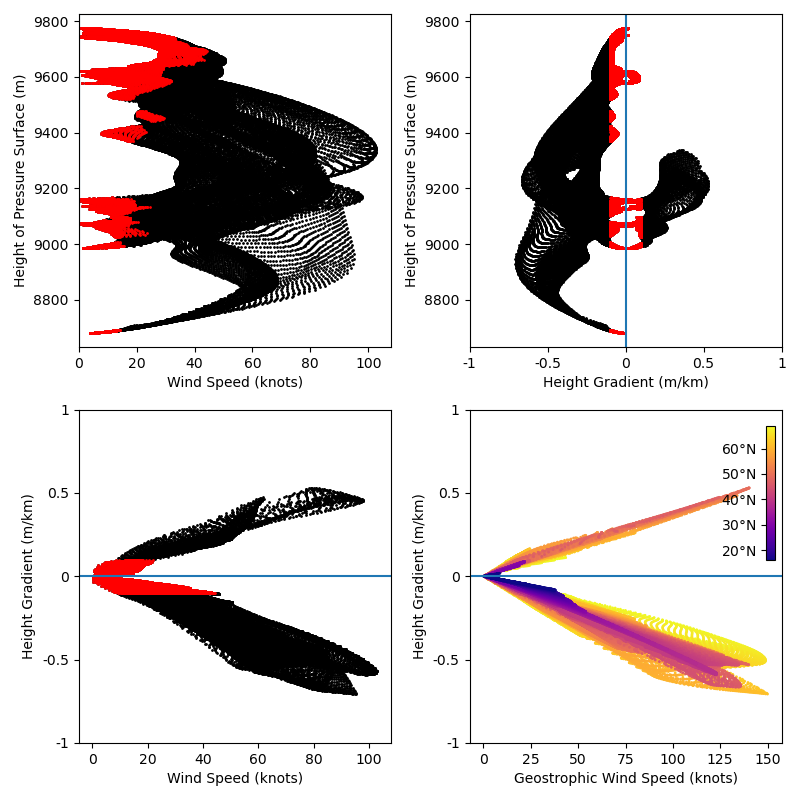 9800
9600
9400
9200
9000
8800
Height of Pressure Surface (m)
0 20 40 60 80 100
Wind Speed (knots)
9800
9600
9400
9200
9000
8800
Height of Pressure Surface (m)
-1 -0.5 0 0.5 1
Height Gradient (m/km)
1
0.5
0
-0.5
-1
Height Gradient (m/km)
0 20 40 60 80 100
Wind Speed (knots)
1
0.5
0
-0.5
-1
Height Gradient (m/km)
60°N
50°N
40°N
30°N
20°N
0 25 50 75 100 125 150
Geostrophic Wind Speed (knots)